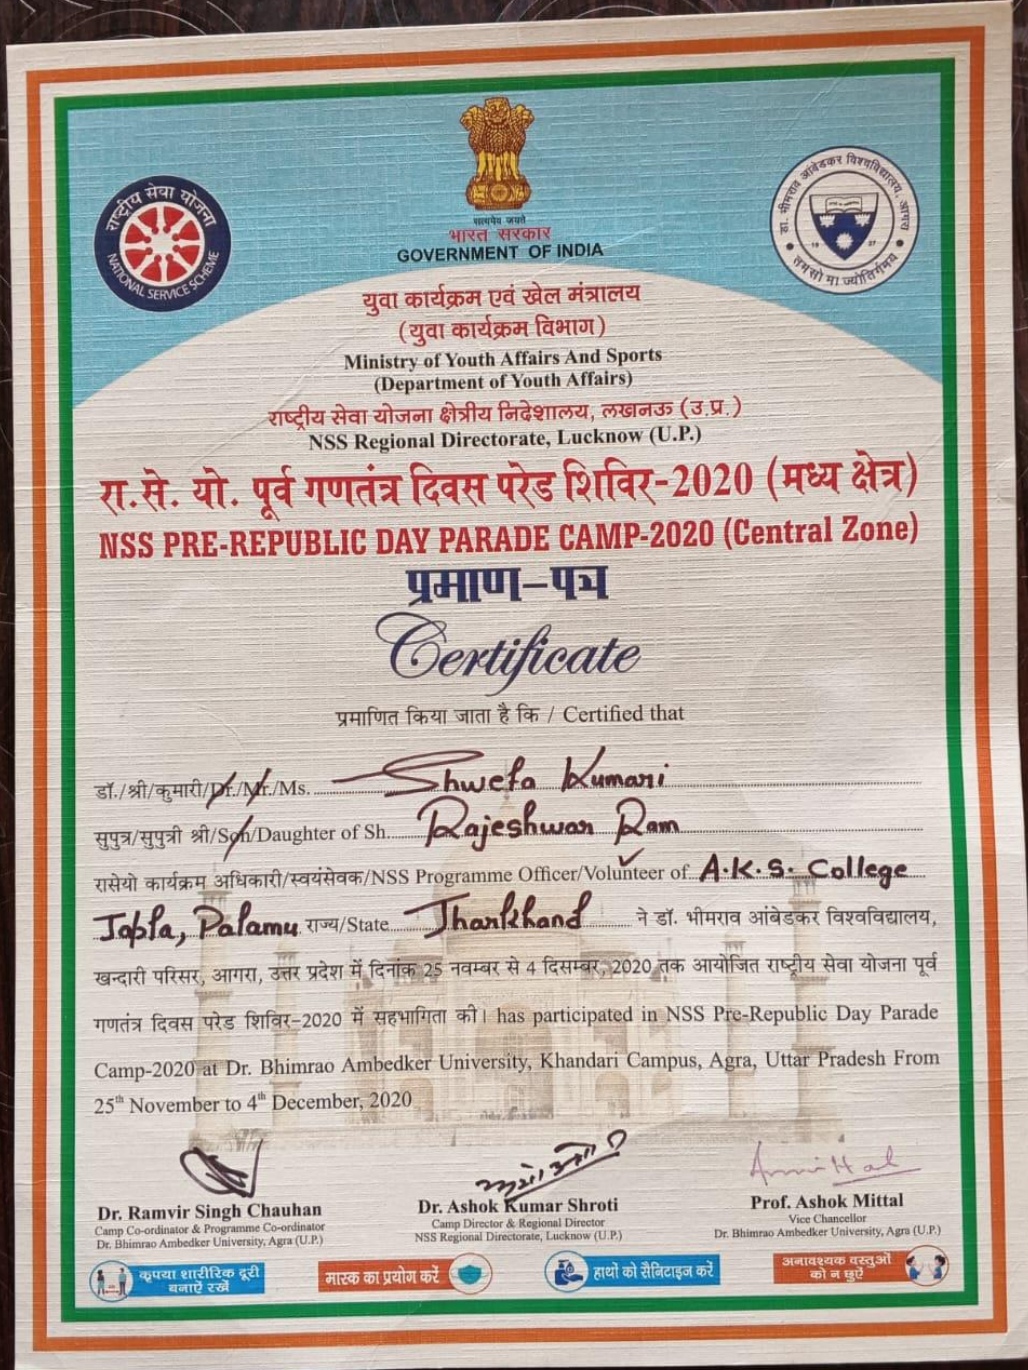 राष्ट्रीय सेवा योजना
NATIONAL SERVICE SCHEME
सत्यमेव जयते
भारत सरकार
GOVERNMENT OF INDIA
डा. भीमराव आंबेडकर विश्वविद्यालय, आगरा
19 27
तमसो मा ज्योतिर्गमय
युवा कार्यक्रम एवं खेल मंत्रालय
(युवा कार्यक्रम विभाग)
Ministry of Youth Affairs And Sports
(Department of Youth Affairs)
राष्ट्रीय सेवा योजना क्षेत्रीय निदेशालय, लखनऊ (उ.प्र.)
NSS Regional Directorate, Lucknow (U.P.)
रा.से. यो. पूर्व गणतंत्र दिवस परेड शिविर-2020 (मध्य क्षेत्र)
NSS PRE-REPUBLIC DAY PARADE CAMP-2020 (Central Zone)
प्रमाण-पत्र
Certificate
प्रमाणित किया जाता है कि / Certified that
डॉ./श्री/कुमारी/Dr./Mr./Ms. Shweta Kumari
सुपुत्र/सुपुत्री श्री/Son/Daughter of Sh. Rajeshwar Ram
रासेयो कार्यक्रम अधिकारी/स्वयंसेवक/NSS Programme Officer/Volunteer of A.K.S. College
Japla, Palamu राज्य/State Jharkhand ने डॉ. भीमराव आंबेडकर विश्वविद्यालय,
खन्दारी परिसर, आगरा, उत्तर प्रदेश में दिनांक 25 नवम्बर से 4 दिसम्बर, 2020 तक आयोजित राष्ट्रीय सेवा योजना पूर्व
गणतंत्र दिवस परेड शिविर-2020 में सहभागिता की। has participated in NSS Pre-Republic Day Parade
Camp-2020 at Dr. Bhimrao Ambedker University, Khandari Campus, Agra, Uttar Pradesh From
25th November to 4th December, 2020
Dr. Ramvir Singh Chauhan
Camp Co-ordinator & Programme Co-ordinator
Dr. Bhimrao Ambedker University, Agra (U.P.)
Dr. Ashok Kumar Shroti
Camp Director & Regional Director
NSS Regional Directorate, Lucknow (U.P.)
Prof. Ashok Mittal
Vice Chancellor
Dr. Bhimrao Ambedker University, Agra (U.P.)
कृपया शारीरिक दूरी
बनाऐं रखें
मास्क का प्रयोग करें
हाथों को सैनिटाइज करें
अनावश्यक वस्तुओं
को न छुऐं